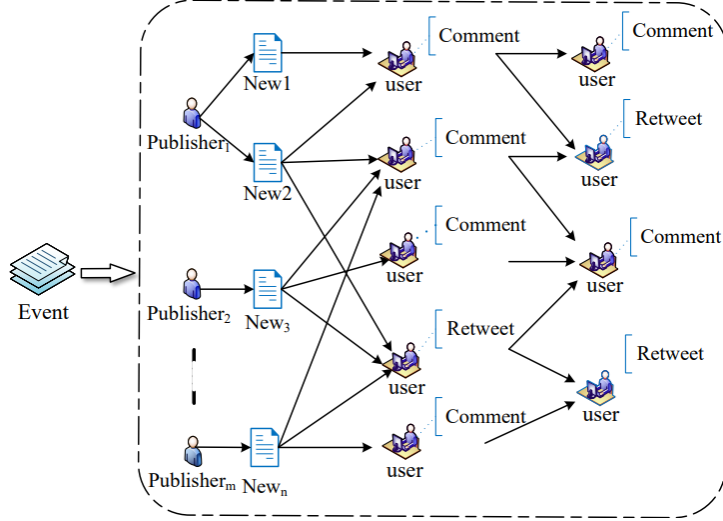 Comment
Comment
New1
user
user
Publisher1
Retweet
Comment
New2
user
user
Comment
Comment
user
user
Event
Publisher2
New3
Retweet
Retweet
user
user
Comment
Publisherm
Newn
user